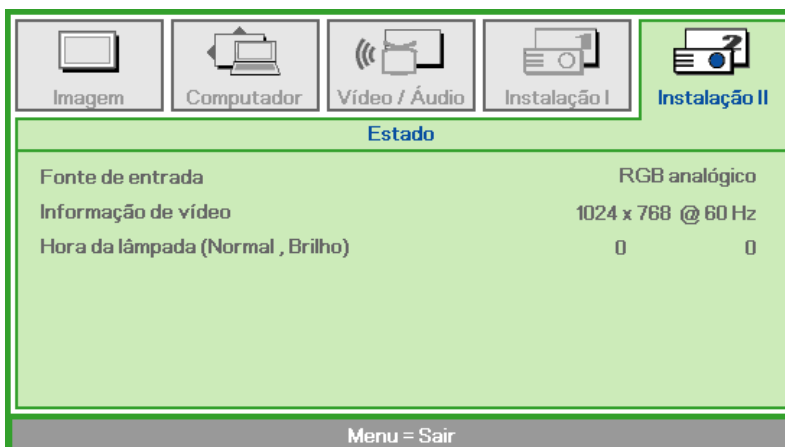 Imagem Computador Vídeo / Áudio Instalação I Instalação II
Estado
Fonte de entrada RGB analógico
Informação de vídeo 1024 x 768 @ 60 Hz
Hora da lâmpada (Normal , Brilho) 0 0
Menu = Sair